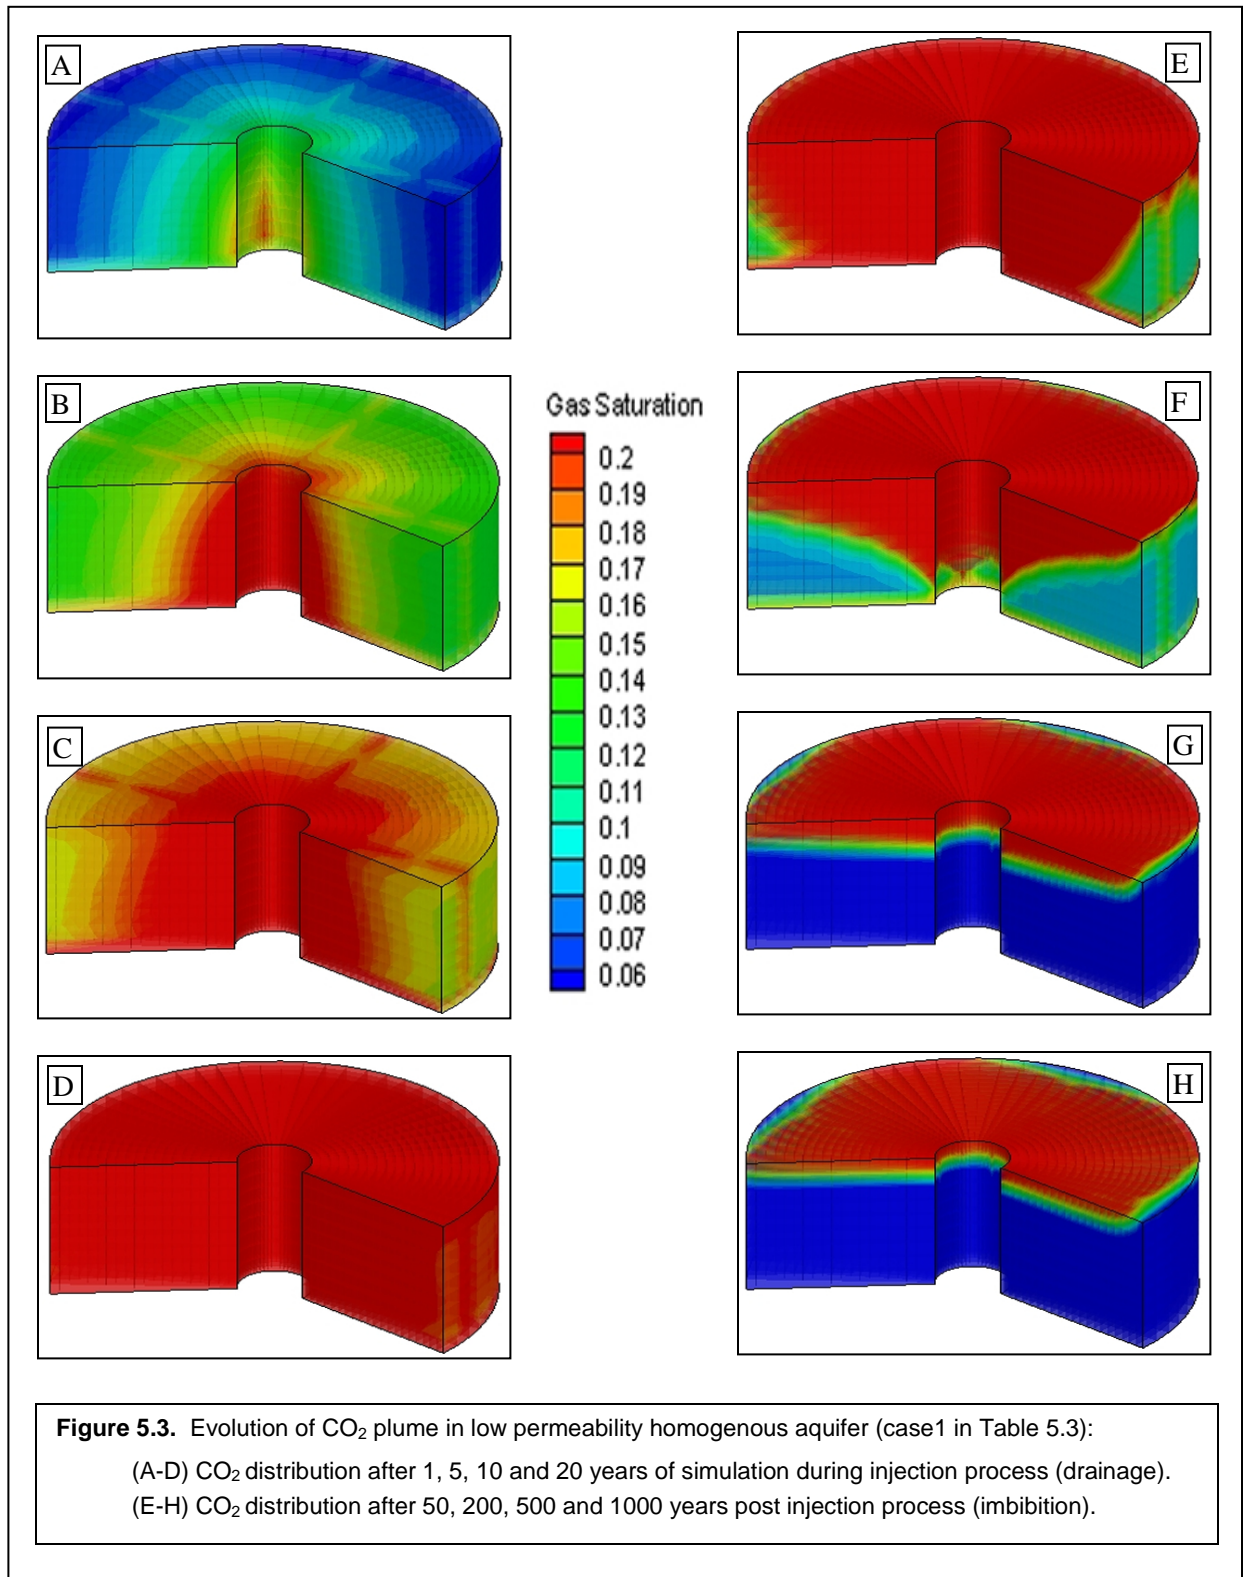 A
E
B
F
Gas Saturation
0.2
0.19
0.18
0.17
0.16
0.15
0.14
0.13
0.12
0.11
0.1
0.09
0.08
0.07
0.06
C
G
D
H
Figure 5.3. Evolution of CO₂ plume in low permeability homogenous aquifer (case1 in Table 5.3):
(A-D) CO₂ distribution after 1, 5, 10 and 20 years of simulation during injection process (drainage).
(E-H) CO₂ distribution after 50, 200, 500 and 1000 years post injection process (imbibition).